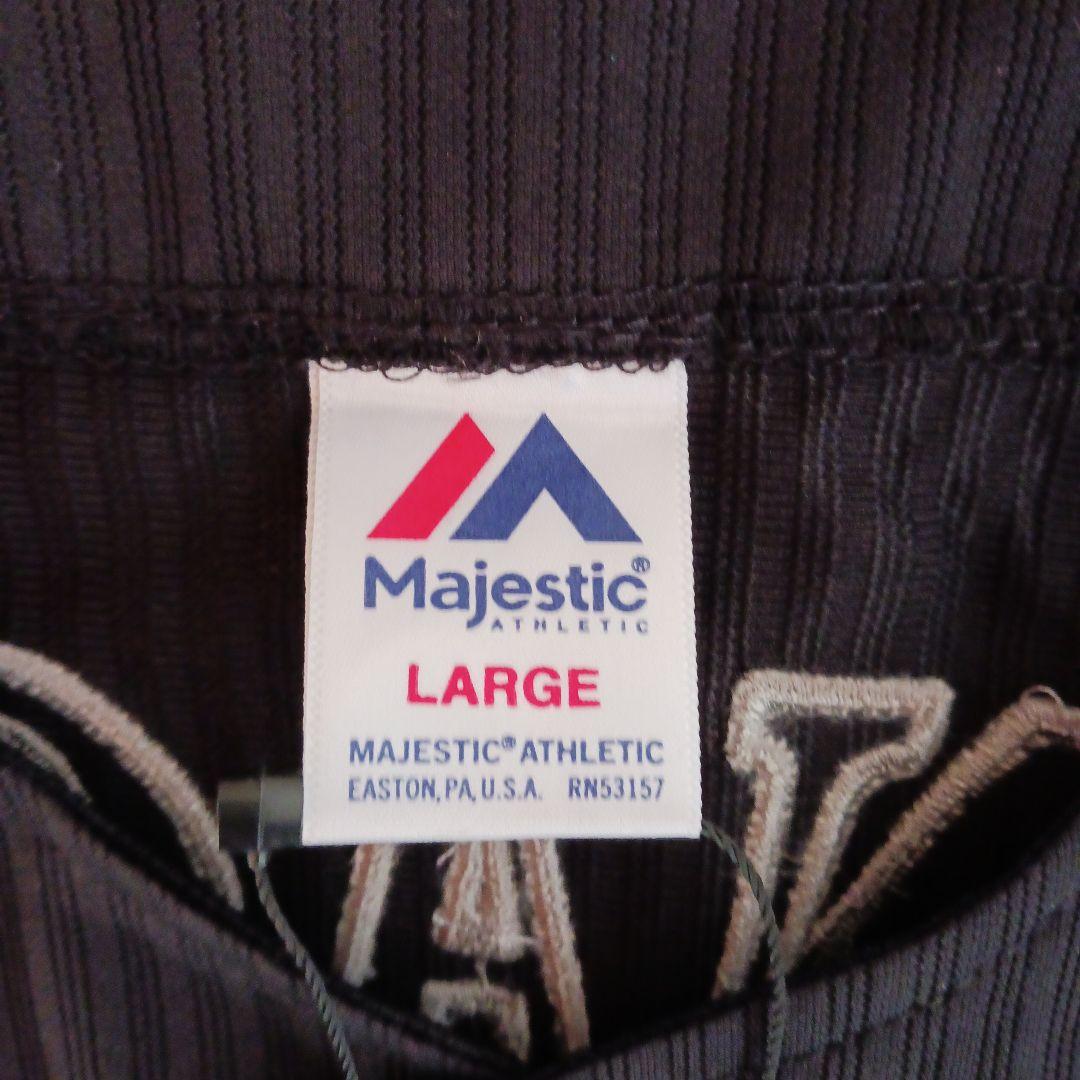 Majestic®
ATHLETIC
LARGE
MAJESTIC® ATHLETIC
EASTON, PA, U.S.A. RN53157